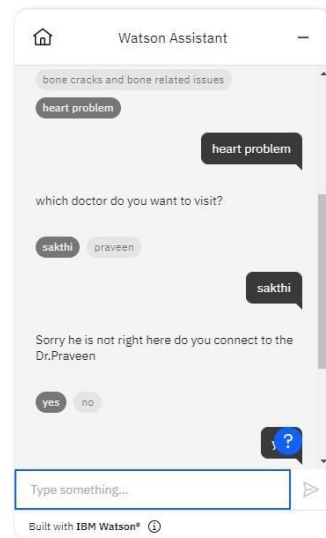 Watson Assistant
bone cracks and bone related issues
heart problem
heart problem
which doctor do you want to visit?
sakthi praveen
sakthi
Sorry he is not right here do you connect to the
Dr.Praveen
yes no
?
Type something...
Built with IBM Watson®